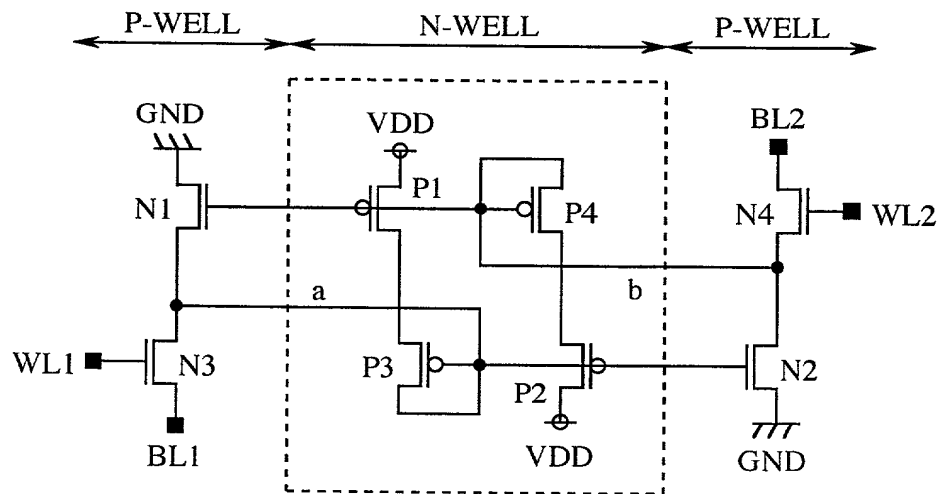 P-WELL N-WELL P-WELL
GND
VDD
BL2
N1
P1
P4
N4
WL2
a
b
WL1
N3
P3
P2
N2
BL1
VDD
GND